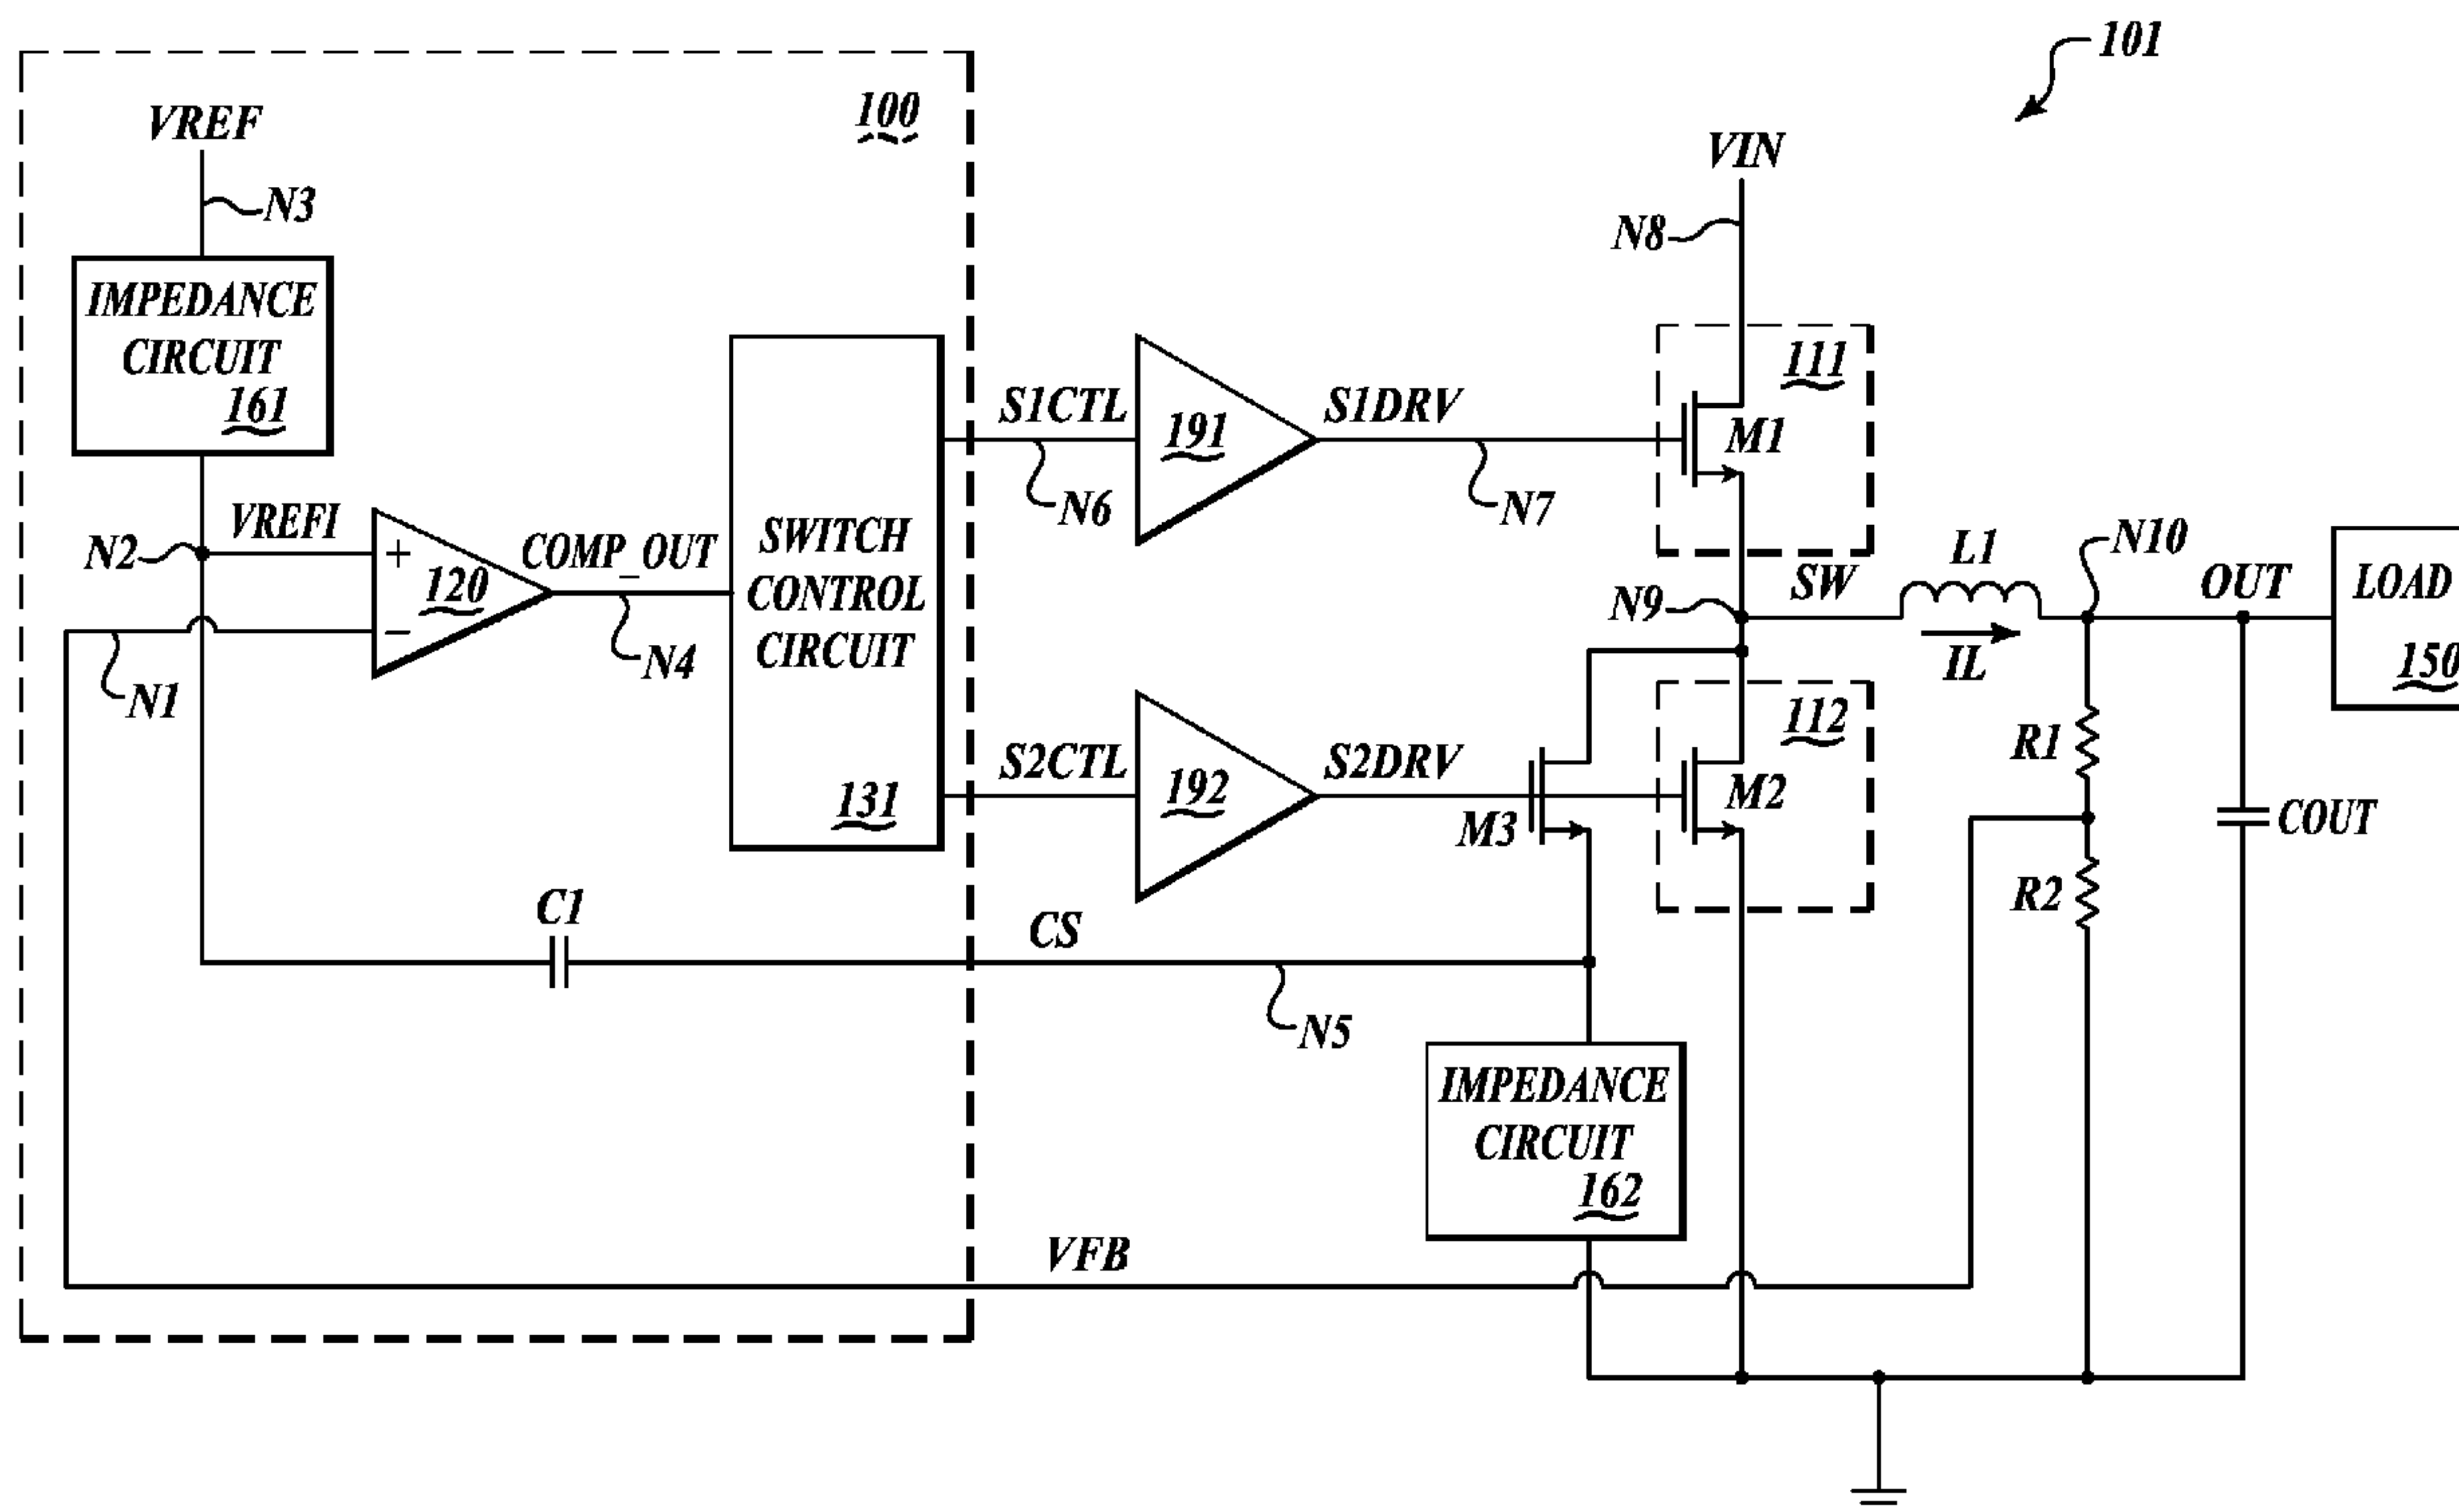 101
100
VREF
VIN
N3
N8
IMPEDANCE
CIRCUIT
161
111
S1CTL
191
S1DRV
M1
N6
N7
VREFI
N2
+
120
COMP_OUT
SWITCH
CONTROL
CIRCUIT
131
N10
L1
SW
OUT
LOAD
150
N9
−
N4
N1
IL
112
R1
S2CTL
192
S2DRV
M2
M3
COUT
R2
C1
CS
N5
IMPEDANCE
CIRCUIT
162
VFB